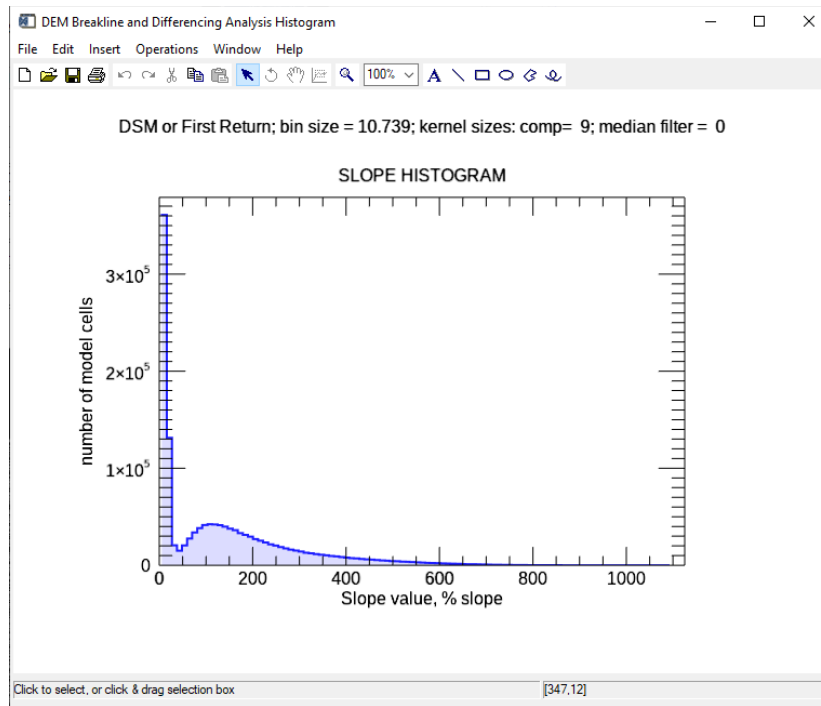 DEM Breakline and Differencing Analysis Histogram
File Edit Insert Operations Window Help
100%
A
DSM or First Return; bin size = 10.739; kernel sizes: comp= 9; median filter = 0
SLOPE HISTOGRAM
number of model cells
3×10⁵
2×10⁵
1×10⁵
0
0 200 400 600 800 1000
Slope value, % slope
Click to select, or click & drag selection box [347,12]